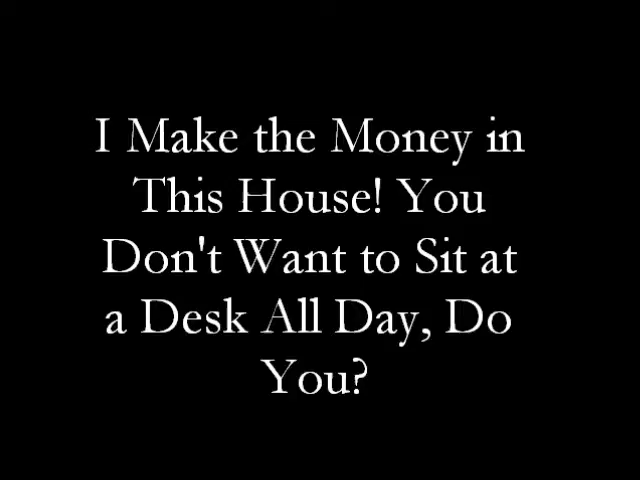 I Make the Money in
This House! You
Don't Want to Sit at
a Desk All Day, Do
You?